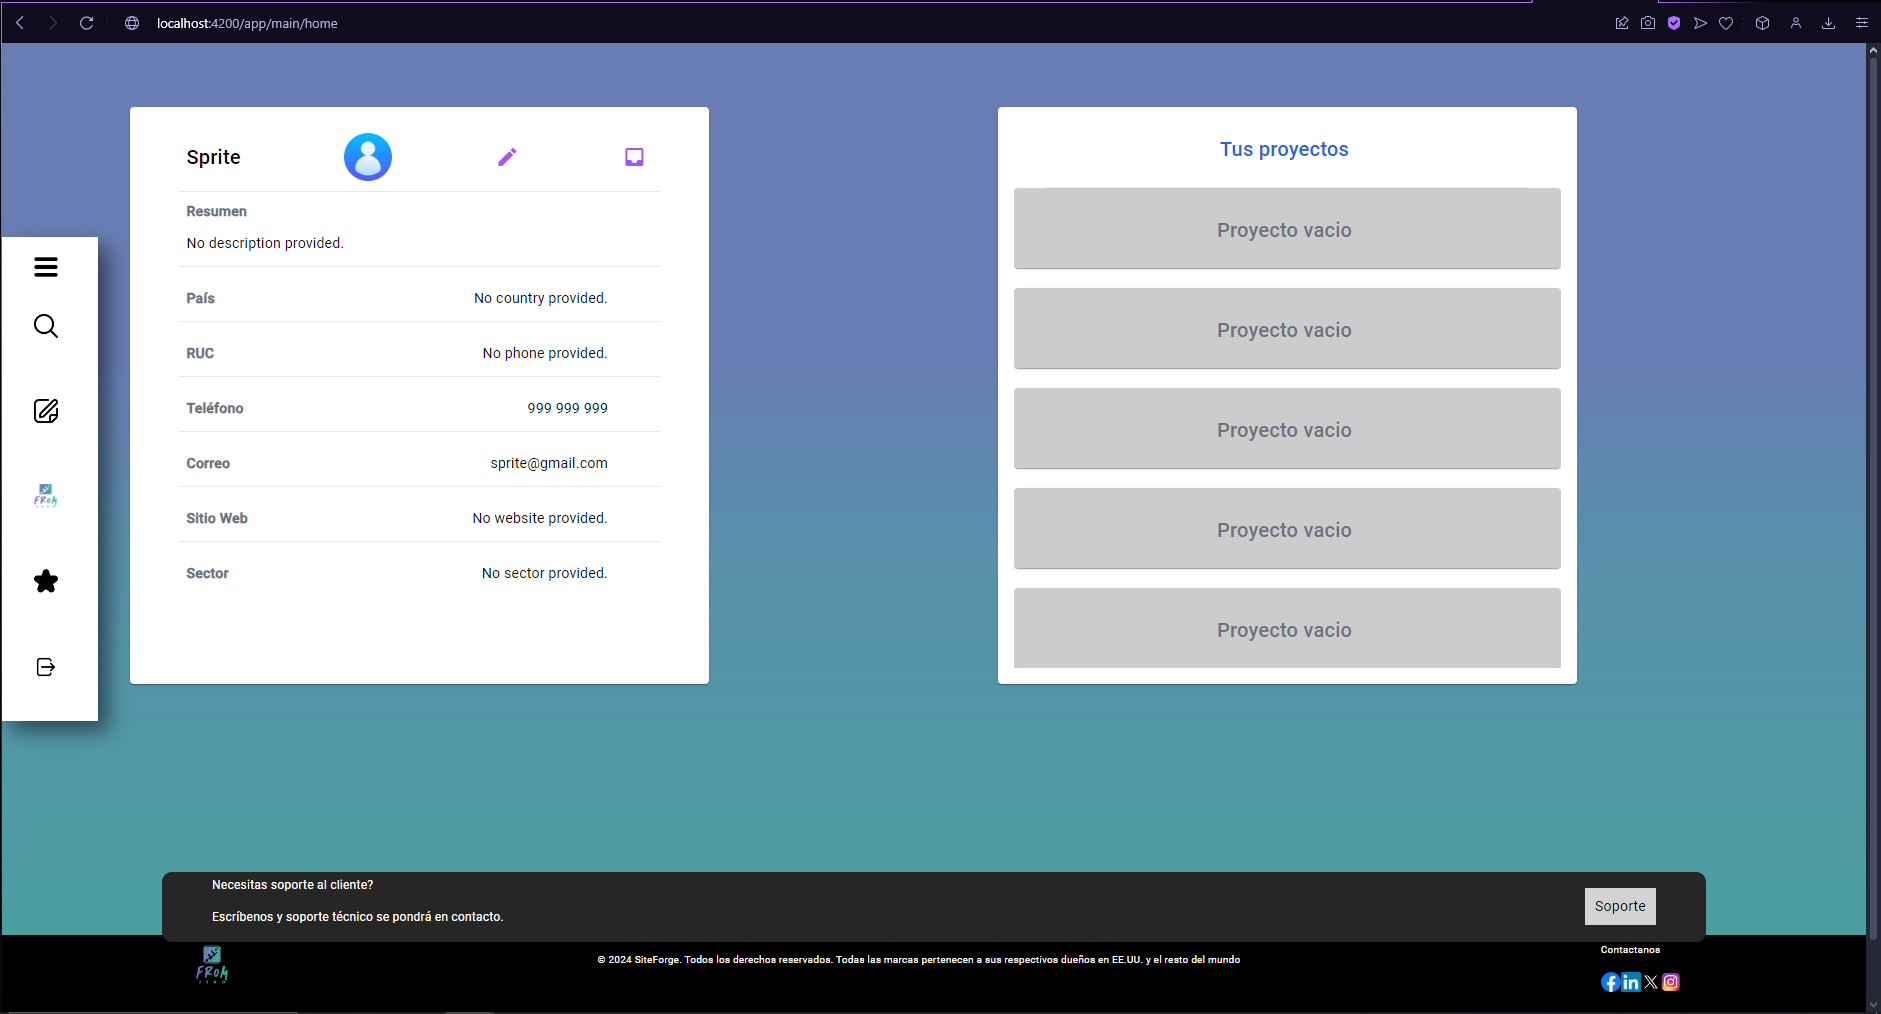 localhost:4200/app/main/home
Sprite
Resumen
No description provided.
País No country provided.
RUC No phone provided.
Teléfono 999 999 999
Correo sprite@gmail.com
Sitio Web No website provided.
Sector No sector provided.
Tus proyectos
Proyecto vacio
Proyecto vacio
Proyecto vacio
Proyecto vacio
Proyecto vacio
FROM
Necesitas soporte al cliente?
Escríbenos y soporte técnico se pondrá en contacto.
Soporte
FROM
ZERO
© 2024 SiteForge. Todos los derechos reservados. Todas las marcas pertenecen a sus respectivos dueños en EE.UU. y el resto del mundo
Contactanos